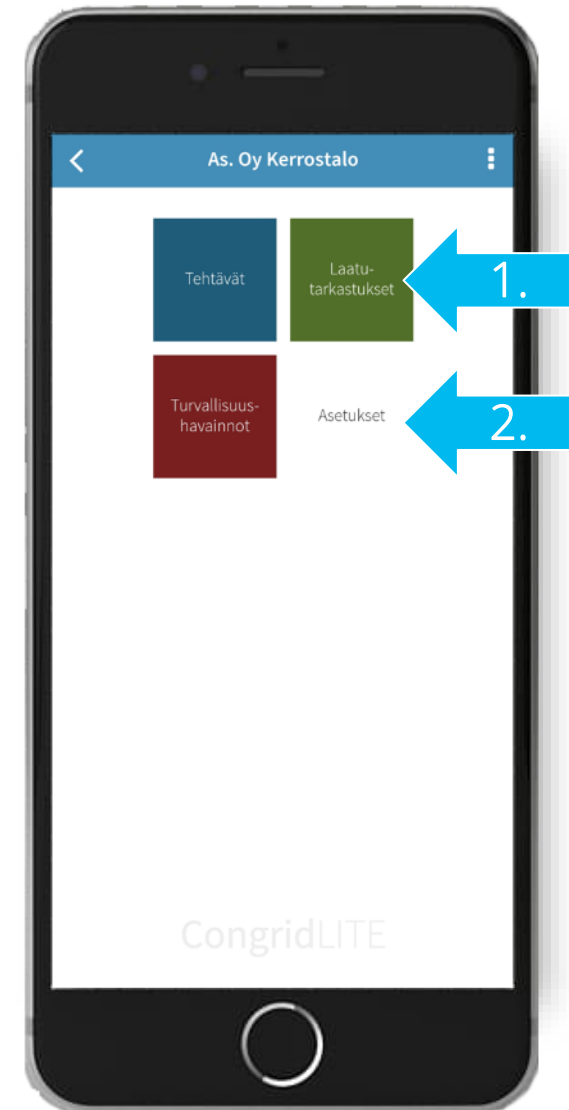 As. Oy Kerrostalo
Tehtävät
Laatu-
tarkastukset
1.
Turvallisuus-
havainnot
Asetukset
2.
CongridLITE